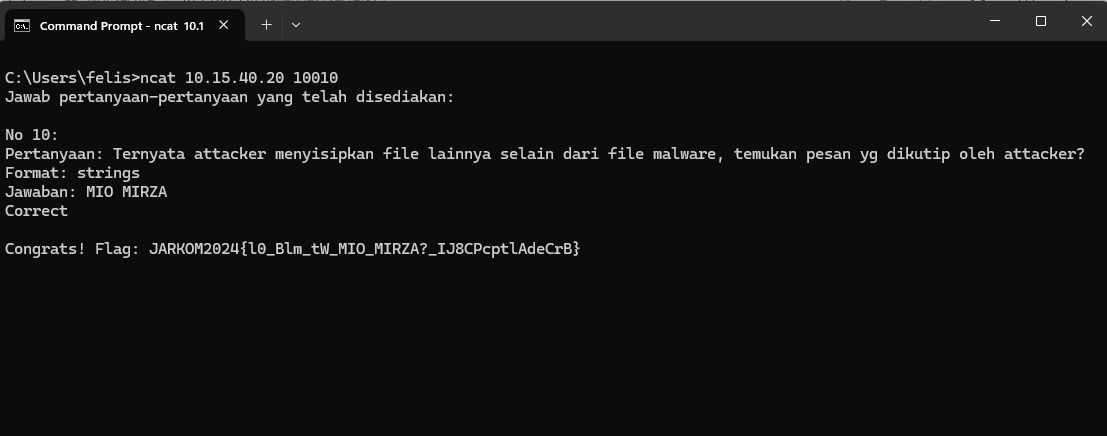 Command Prompt - ncat 10.1
C:\Users\felis>ncat 10.15.40.20 10010
Jawab pertanyaan-pertanyaan yang telah disediakan:
No 10:
Pertanyaan: Ternyata attacker menyisipkan file lainnya selain dari file malware, temukan pesan yg dikutip oleh attacker?
Format: strings
Jawaban: MIO MIRZA
Correct
Congrats! Flag: JARKOM2024{l0_Blm_tW_MIO_MIRZA?_IJ8CPcptlAdeCrB}